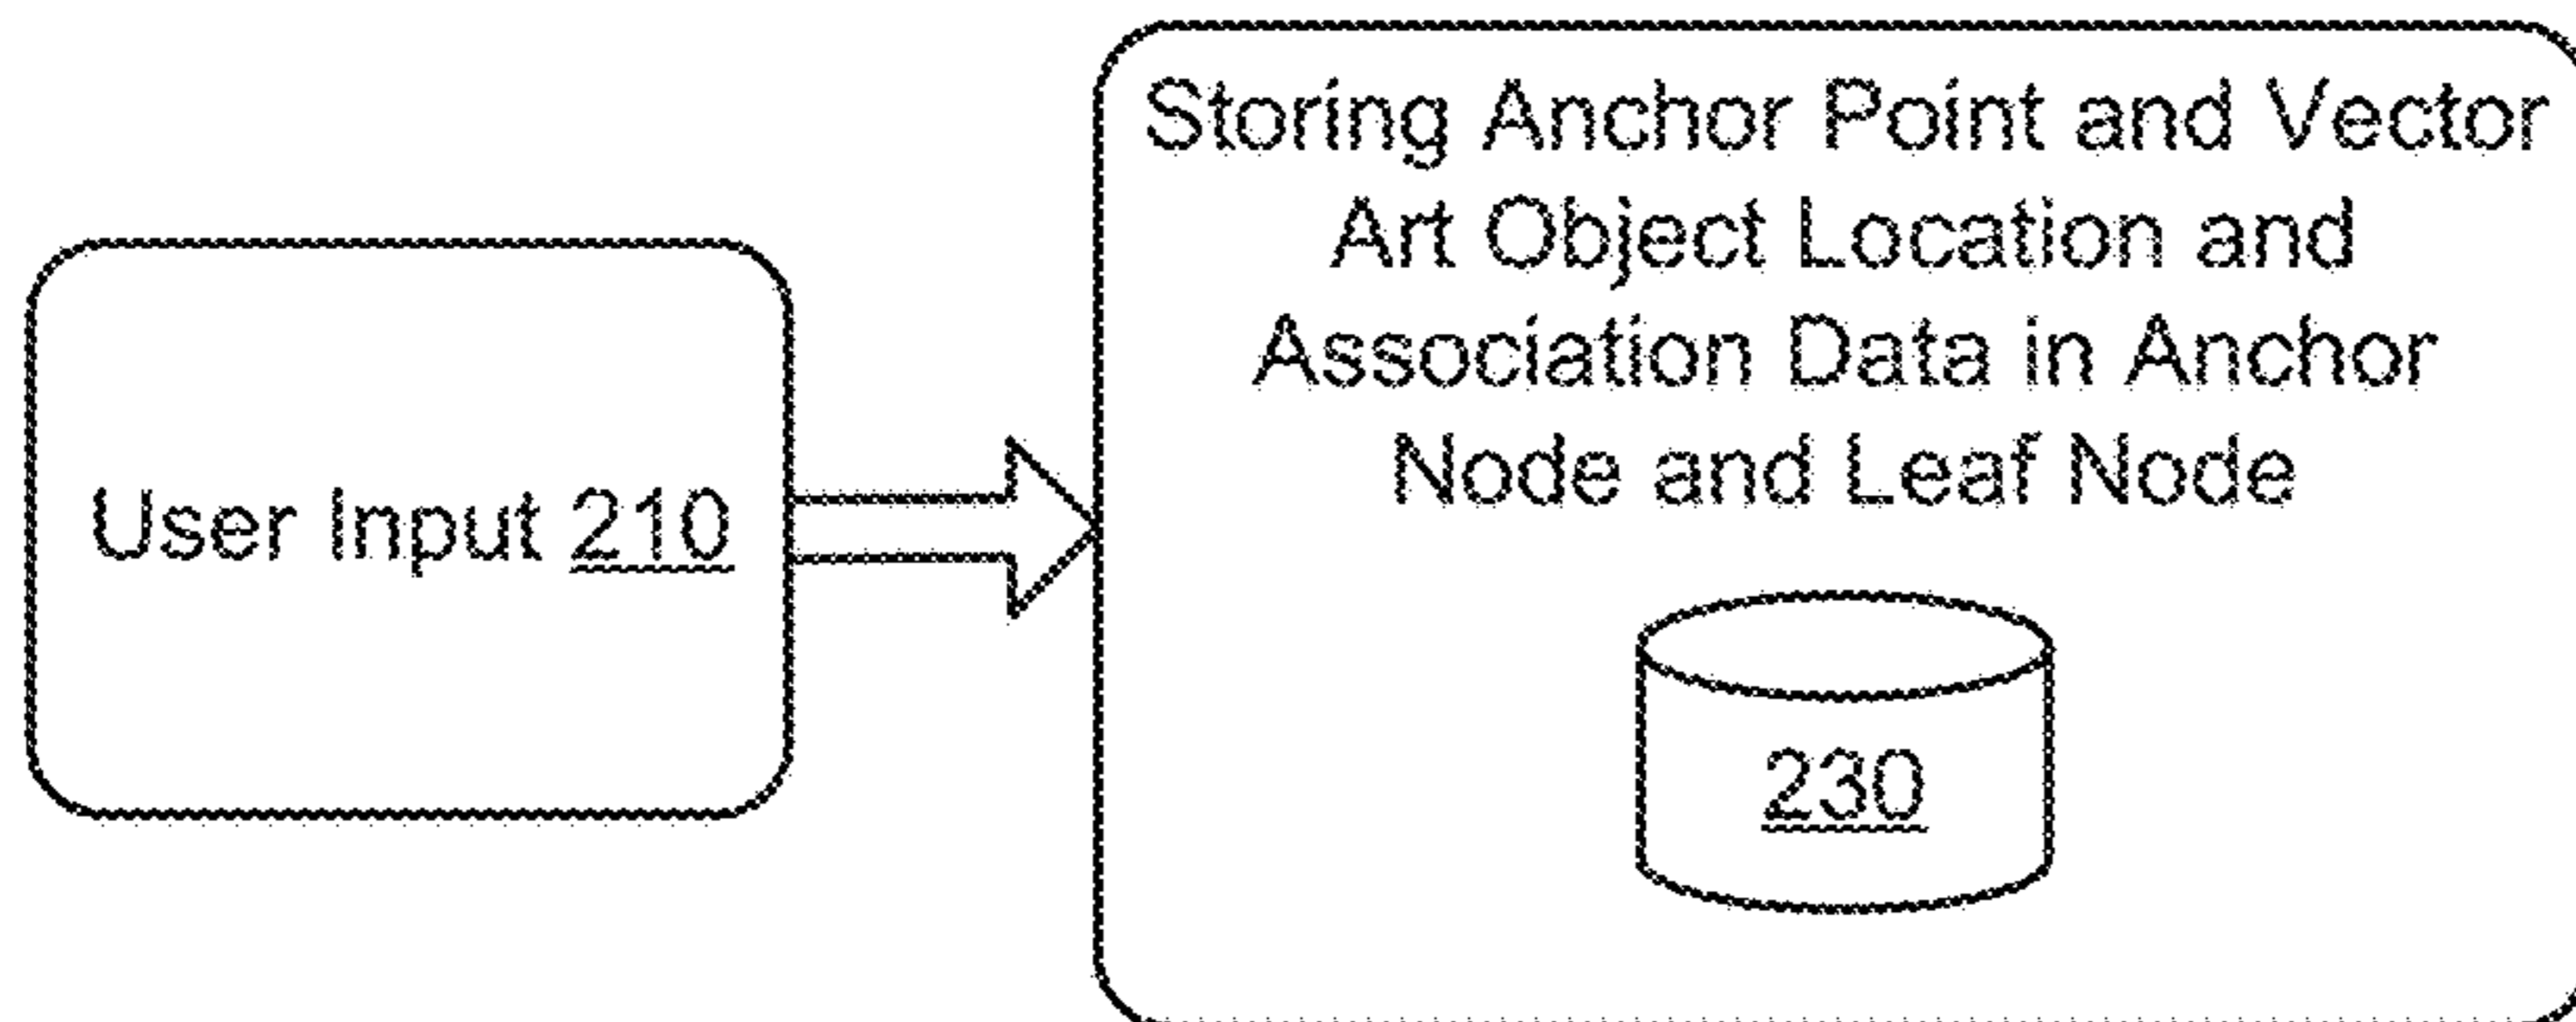 Storing Anchor Point and Vector
Art Object Location and
Association Data in Anchor
Node and Leaf Node
User Input 210
230